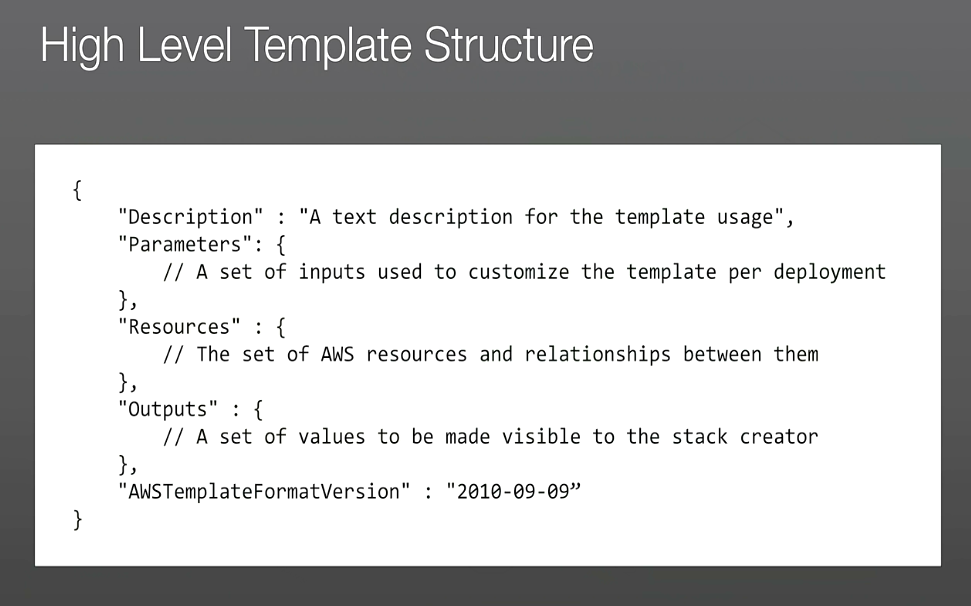 High Level Template Structure
{
"Description" : "A text description for the template usage",
"Parameters": {
// A set of inputs used to customize the template per deployment
},
"Resources" : {
// The set of AWS resources and relationships between them
},
"Outputs" : {
// A set of values to be made visible to the stack creator
},
"AWSTemplateFormatVersion" : "2010-09-09”
}